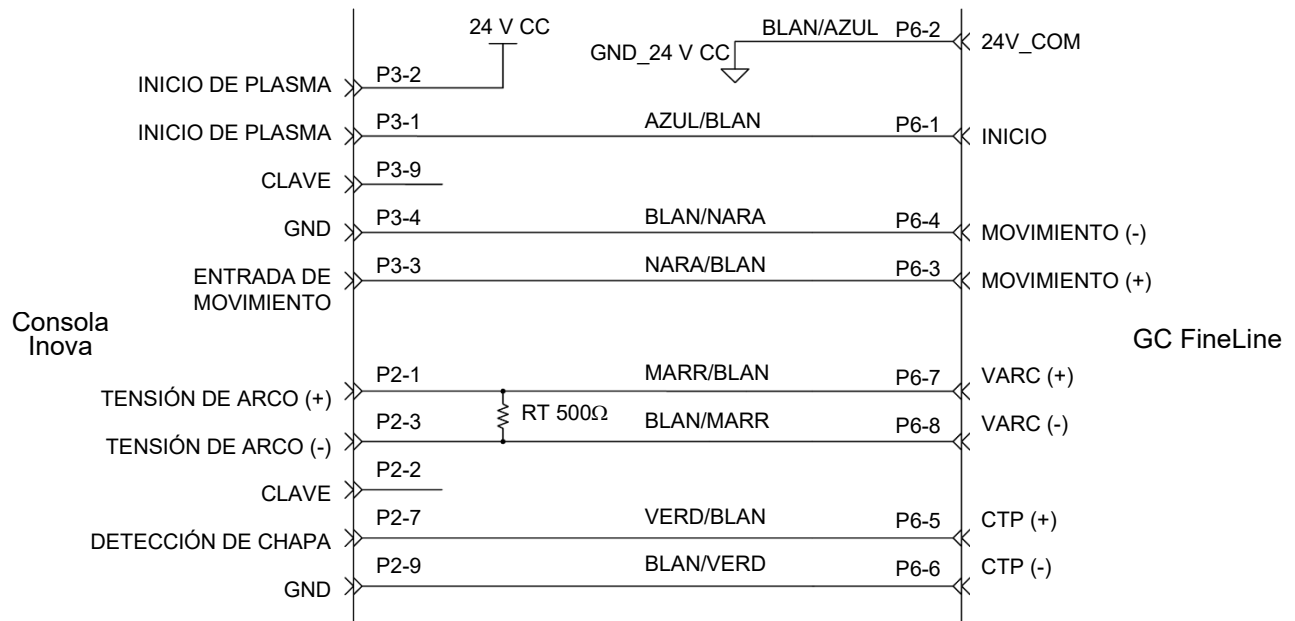 24 V CC
BLAN/AZUL P6-2 24V_COM
GND_24 V CC
INICIO DE PLASMA P3-2
INICIO DE PLASMA P3-1 AZUL/BLAN P6-1 INICIO
CLAVE P3-9
GND P3-4 BLAN/NARA P6-4 MOVIMIENTO (-)
ENTRADA DE P3-3 NARA/BLAN P6-3 MOVIMIENTO (+)
MOVIMIENTO
Consola
Inova
GC FineLine
TENSIÓN DE ARCO (+) P2-1 MARR/BLAN P6-7 VARC (+)
RT 500Ω
TENSIÓN DE ARCO (-) P2-3 BLAN/MARR P6-8 VARC (-)
CLAVE P2-2
DETECCIÓN DE CHAPA P2-7 VERD/BLAN P6-5 CTP (+)
GND P2-9 BLAN/VERD P6-6 CTP (-)